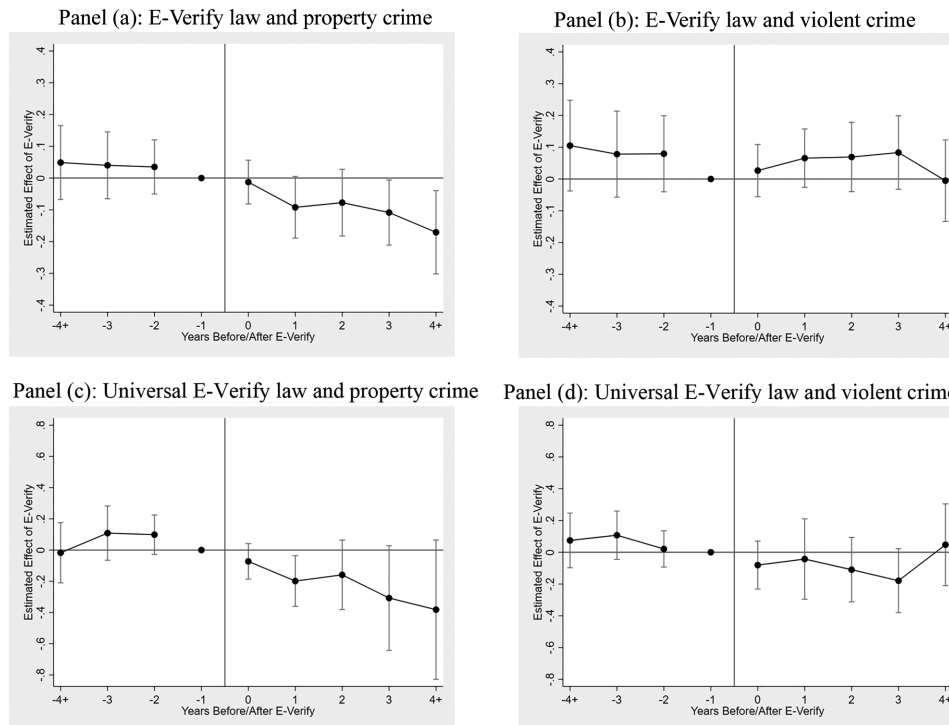 Panel (a): E-Verify law and property crime
Estimated Effect of E-Verify
.4
.3
.2
.1
0
-.1
-.2
-.3
-.4
-4+ -3 -2 -1 0 1 2 3 4+
Years Before/After E-Verify
Panel (b): E-Verify law and violent crime
Estimated Effect of E-Verify
.4
.3
.2
.1
0
-.1
-.2
-.3
-.4
-4+ -3 -2 -1 0 1 2 3 4+
Years Before/After E-Verify
Panel (c): Universal E-Verify law and property crime
Estimated Effect of E-Verify
.8
.6
.4
.2
0
-.2
-.4
-.6
-.8
-4+ -3 -2 -1 0 1 2 3 4+
Years Before/After E-Verify
Panel (d): Universal E-Verify law and violent crime
Estimated Effect of E-Verify
.8
.6
.4
.2
0
-.2
-.4
-.6
-.8
-4+ -3 -2 -1 0 1 2 3 4+
Years Before/After E-Verify